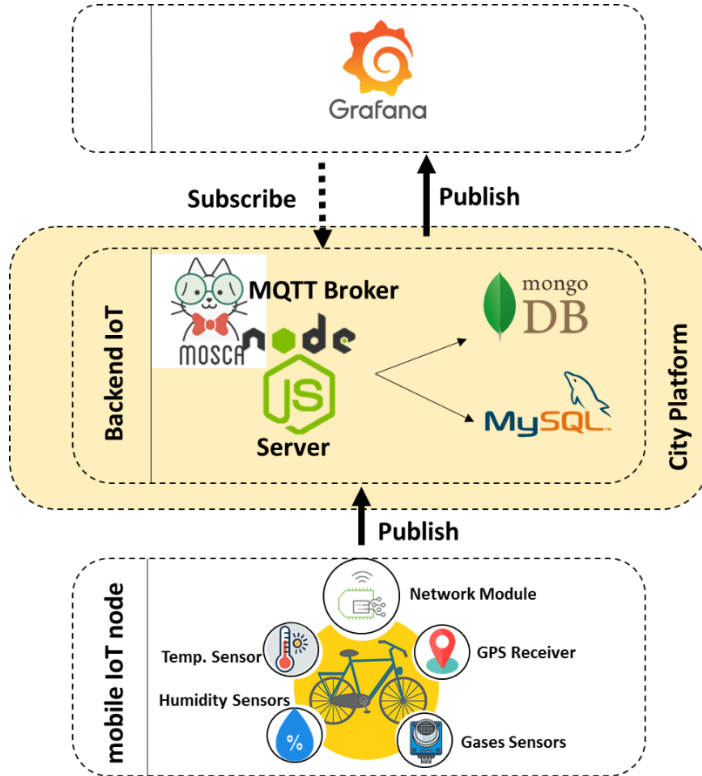 Grafana
Subscribe
Publish
Backend IoT
MOSCA
MQTT Broker
node
JS
Server
mongo
DB
MySQL™
City Platform
Publish
mobile IoT node
Network Module
Temp. Sensor
GPS Receiver
Humidity Sensors
%
Gases Sensors